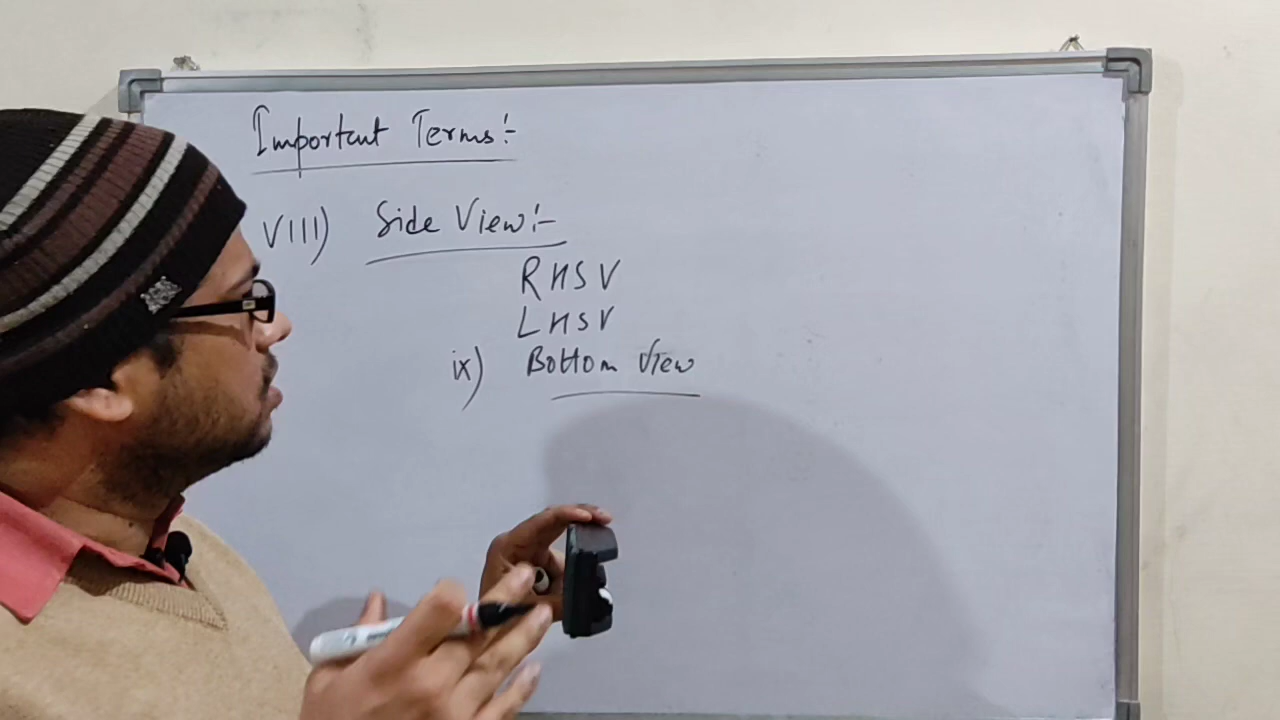 Important Terms:-
VIII) Side View:-
RHSV
LHSV
ix) Bottom View